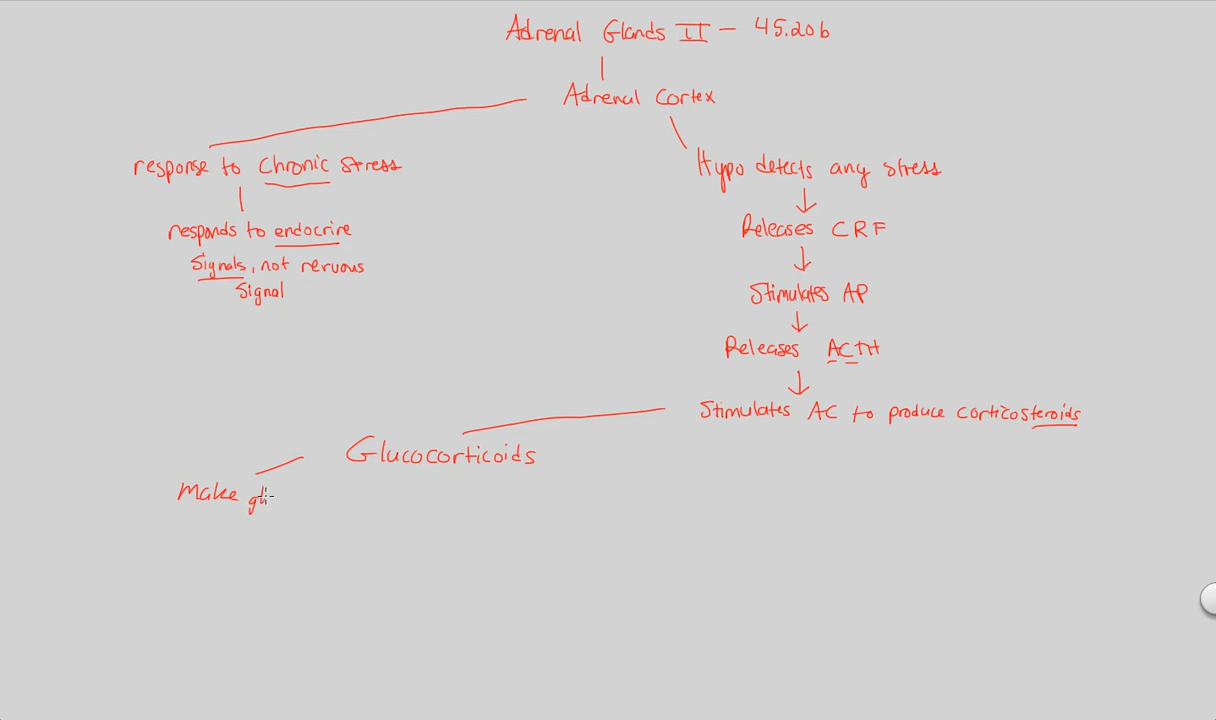 Adrenal Glands II - 45.20b
Adrenal Cortex
response to Chronic Stress
responds to endocrine
Signals, not nervous
Signal
Hypo detects any stress
Releases CRF
Stimulates AP
Releases ACTH
Stimulates AC to produce corticosteroids
Glucocorticoids
Make